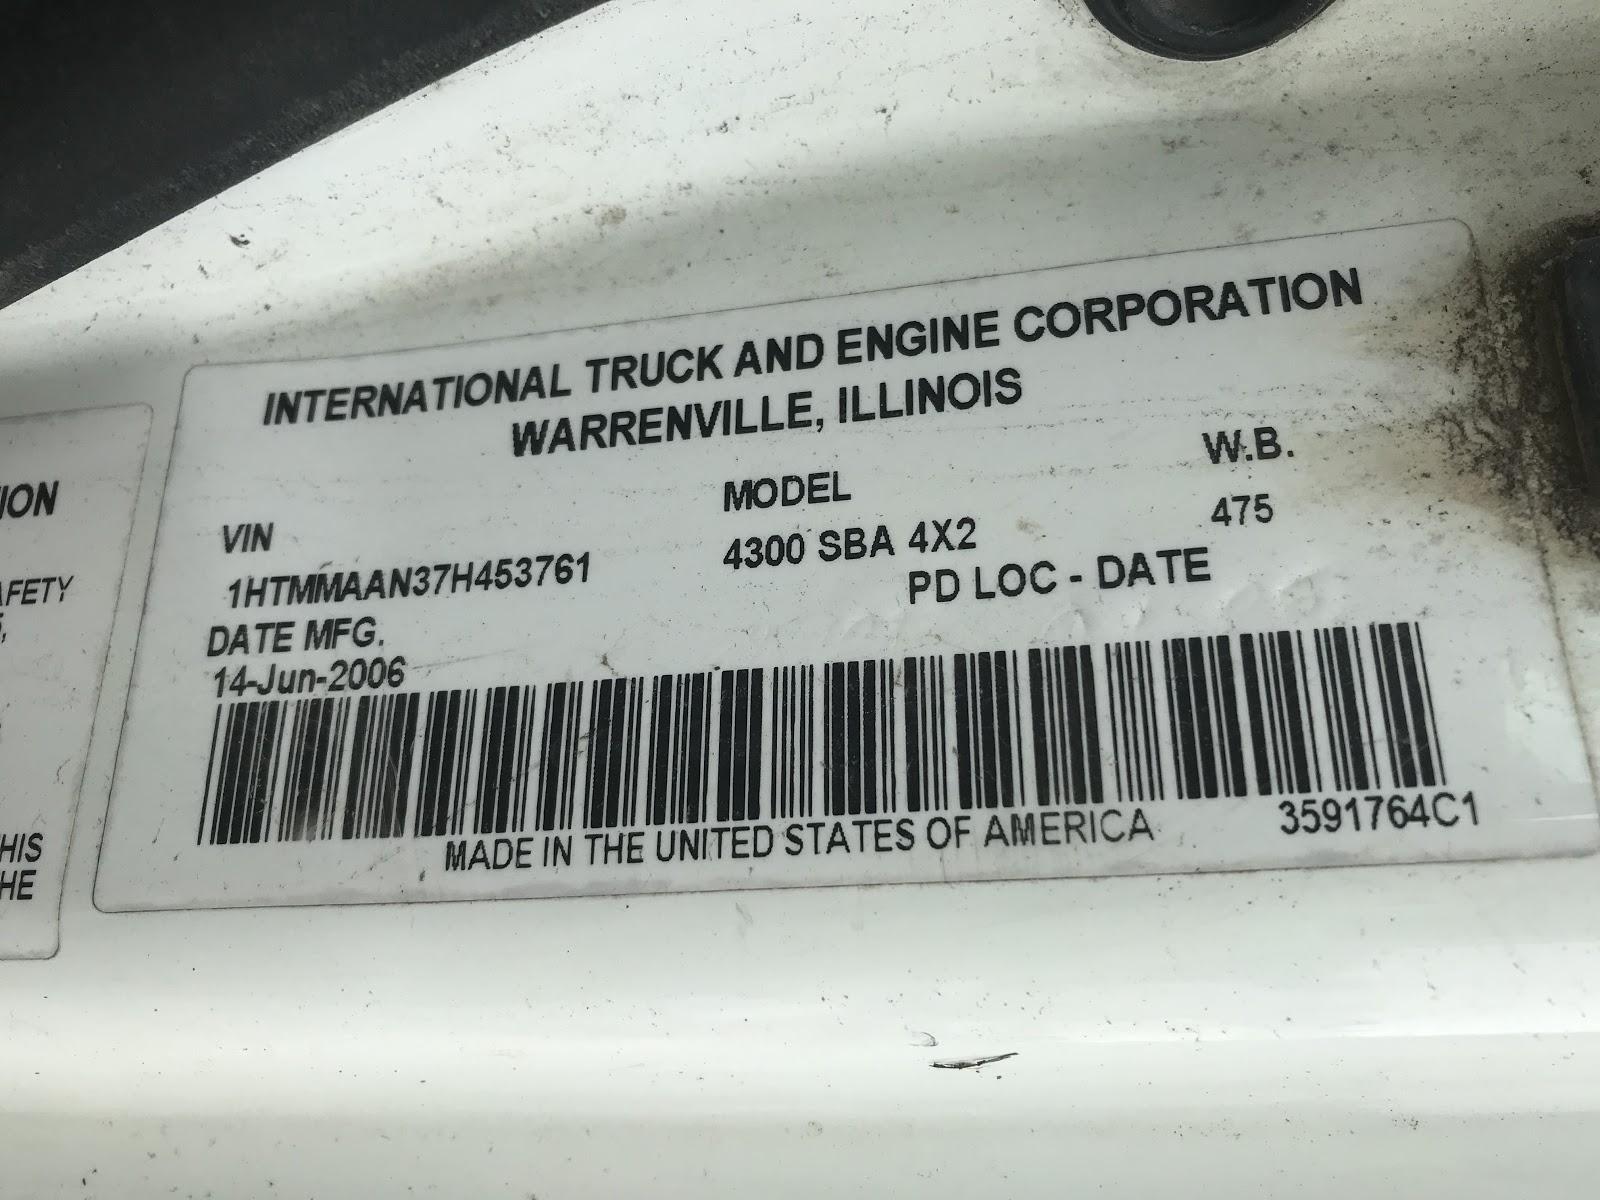 INTERNATIONAL TRUCK AND ENGINE CORPORATION
WARRENVILLE, ILLINOIS
VIN MODEL W.B.
1HTMMAAN37H453761 4300 SBA 4X2 475
DATE MFG. PD LOC - DATE
14-Jun-2006
MADE IN THE UNITED STATES OF AMERICA 3591764C1
ION
AFETY
HIS
HE